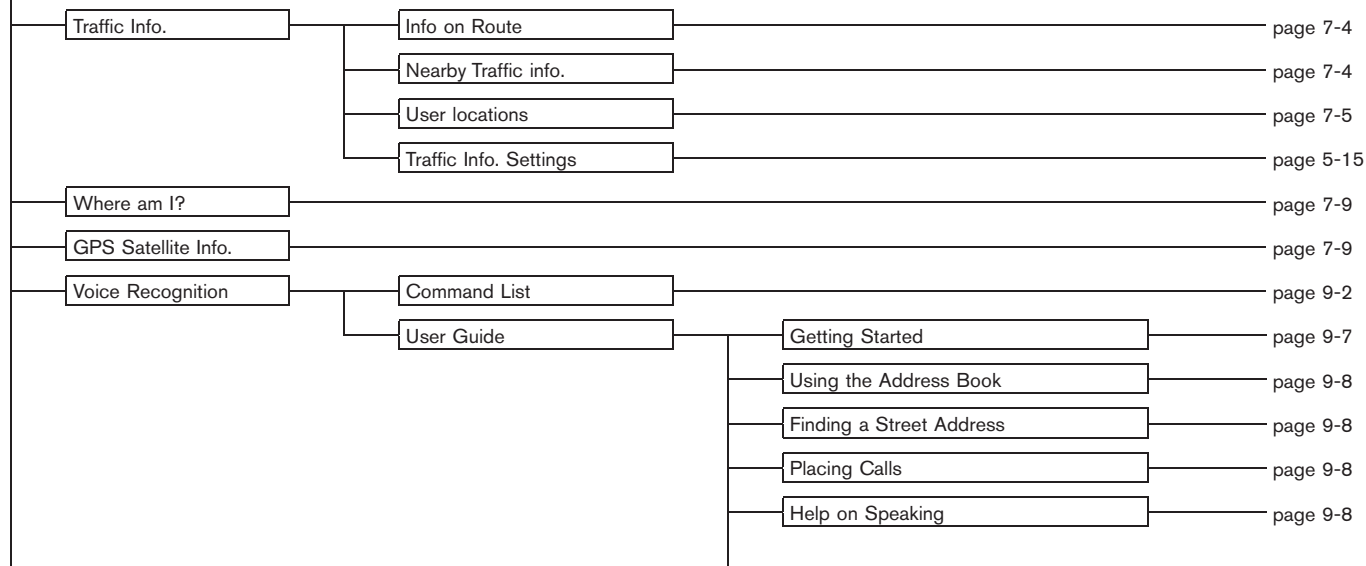 Traffic Info. Info on Route page 7-4
Nearby Traffic info. page 7-4
User locations page 7-5
Traffic Info. Settings page 5-15
Where am I? page 7-9
GPS Satellite Info. page 7-9
Voice Recognition Command List page 9-2
User Guide Getting Started page 9-7
Using the Address Book page 9-8
Finding a Street Address page 9-8
Placing Calls page 9-8
Help on Speaking page 9-8